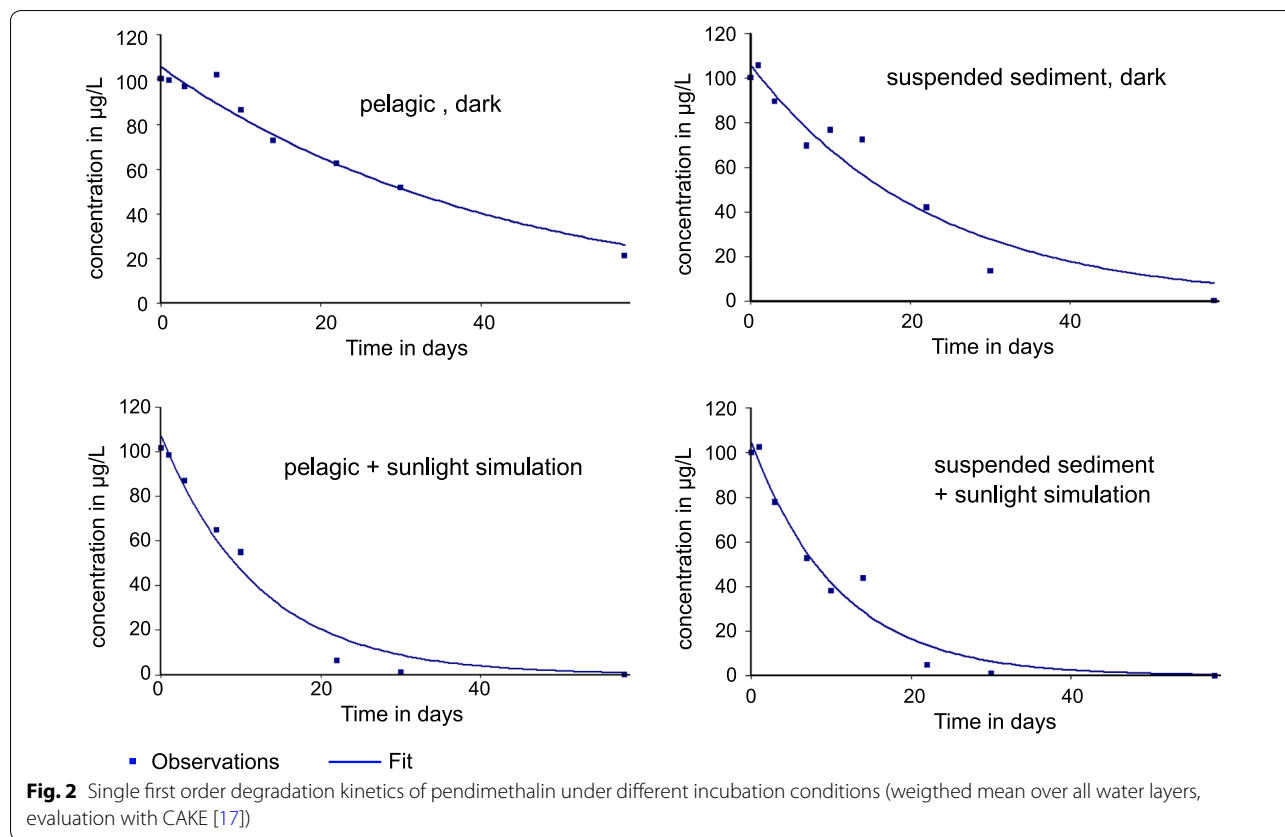 120
100
80
60
40
20
0
concentration in µg/L
pelagic , dark
0 20 40
Time in days
120
100
80
60
40
20
0
concentration in µg/L
suspended sediment, dark
0 20 40
Time in days
120
100
80
60
40
20
0
concentration in µg/L
pelagic + sunlight simulation
0 20 40
Time in days
120
100
80
60
40
20
0
concentration in µg/L
suspended sediment
+ sunlight simulation
0 20 40
Time in days
Observations Fit
Fig. 2 Single first order degradation kinetics of pendimethalin under different incubation conditions (weigthed mean over all water layers,
evaluation with CAKE [17])